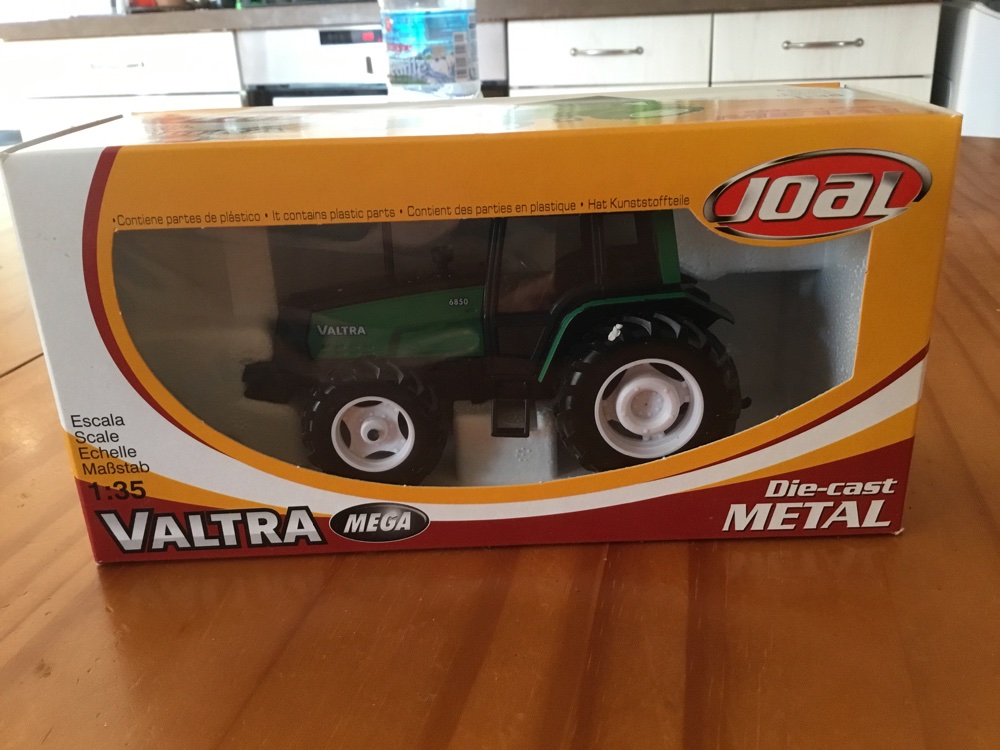 JOAL
•Contiene partes de plástico • It contains plastic parts • Contient des parties en plastique • Hat Kunststoffteile
6850
VALTRA
Escala
Scale
Echelle
Maßstab
1:35
VALTRA MEGA
Die-cast
METAL